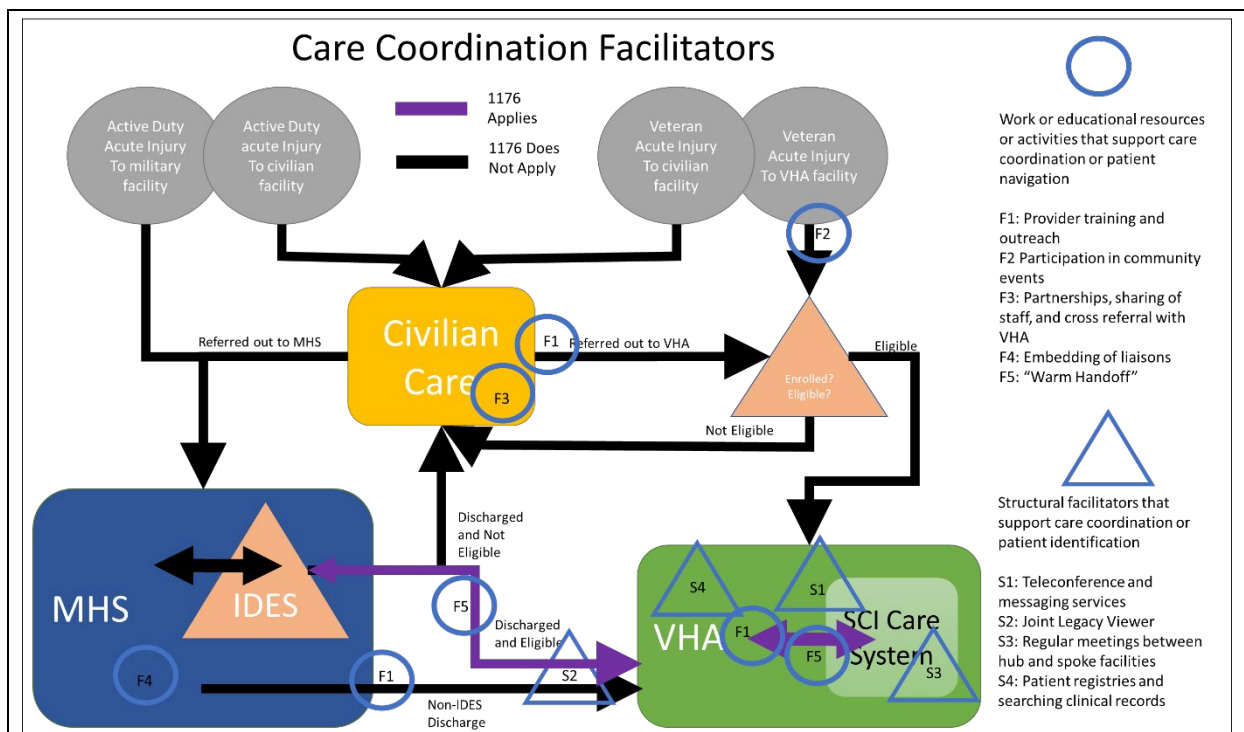 Care Coordination Facilitators
Active Duty
Acute Injury
To military
facility
Active Duty
acute Injury
To civilian
facility
1176
Applies
1176 Does
Not Apply
Veteran
Acute Injury
To civilian
facility
Veteran
Acute Injury
To VHA facility
F2
Work or educational resources
or activities that support care
coordination or patient
navigation
F1: Provider training and
outreach
F2 Participation in community
events
F3: Partnerships, sharing of
staff, and cross referral with
VHA
F4: Embedding of liaisons
F5: “Warm Handoff”
Referred out to MHS
Civilian
Care
F1
F3
Referred out to VHA
Enrolled?
Eligible?
Eligible
Not Eligible
Discharged
and Not
Eligible
MHS
IDES
F4
F5
Discharged
and Eligible
F1
Non-IDES
Discharge
S2
VHA
S4
S1
F1
F5
SCI Care
System
S3
Structural facilitators that
support care coordination or
patient identification
S1: Teleconference and
messaging services
S2: Joint Legacy Viewer
S3: Regular meetings between
hub and spoke facilities
S4: Patient registries and
searching clinical records